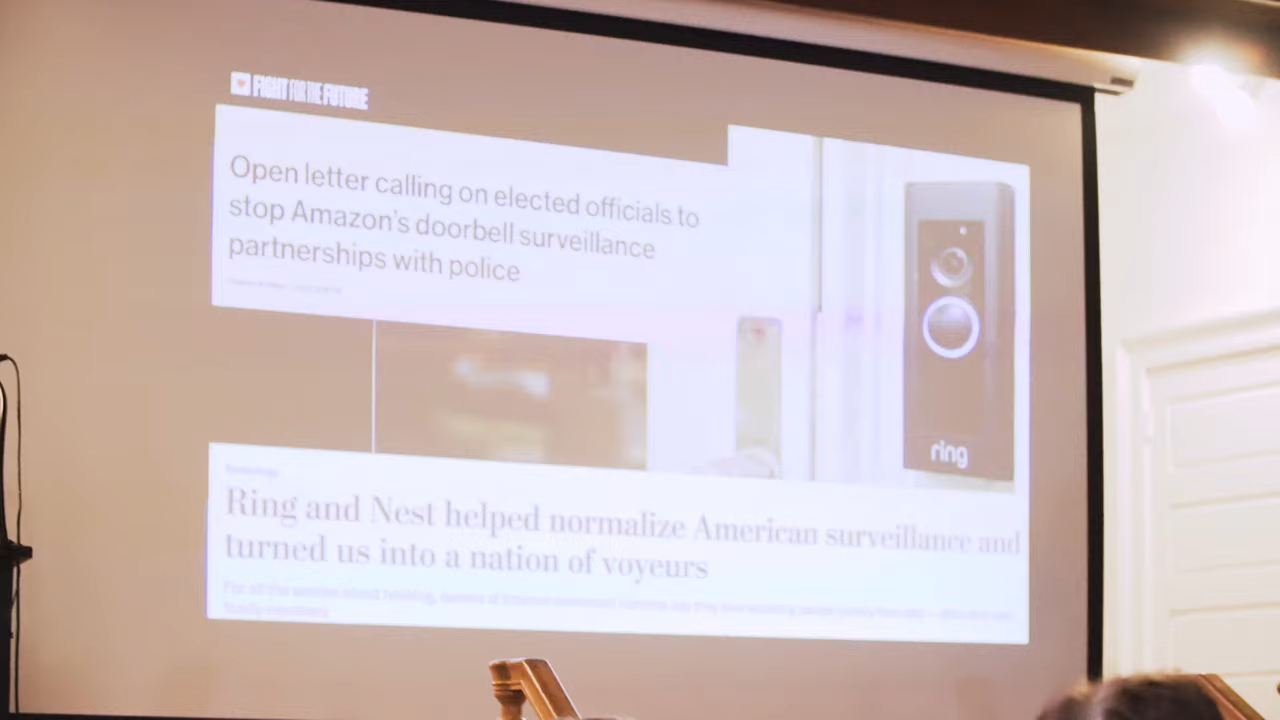 FIGHT FOR THE FUTURE
Open letter calling on elected officials to
stop Amazon's doorbell surveillance
partnerships with police
ring
Ring and Nest helped normalize American surveillance and
turned us into a nation of voyeurs